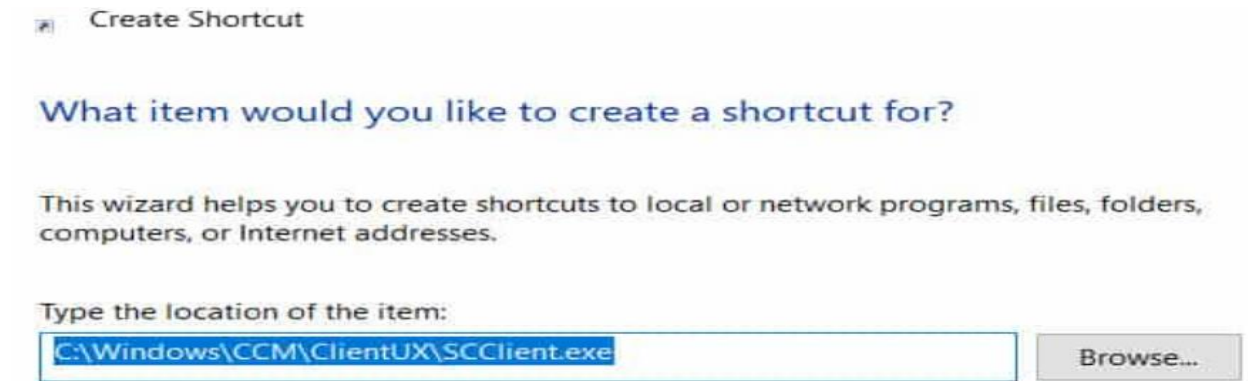 Create Shortcut
What item would you like to create a shortcut for?
This wizard helps you to create shortcuts to local or network programs, files, folders,
computers, or Internet addresses.
Type the location of the item:
C:\Windows\CCM\ClientUX\SCClient.exe
Browse...